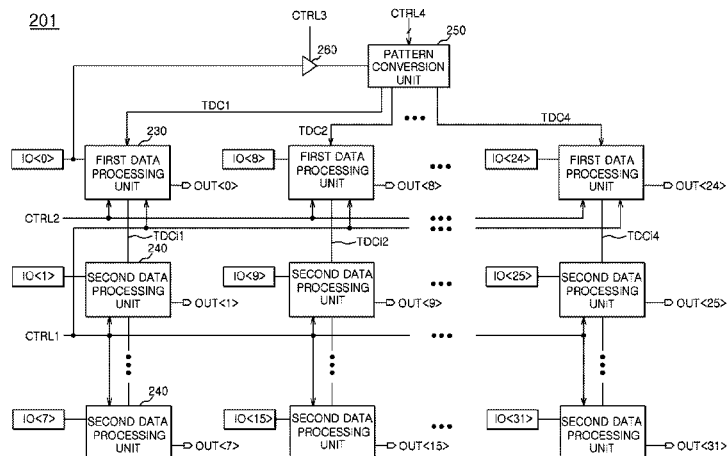 201
CTRL3
CTRL4
260
250
PATTERN
CONVERSION
UNIT
TDC1
TDC2
TDC4
230
IO<0>
FIRST DATA
PROCESSING
UNIT
OUT<0>
IO<8>
FIRST DATA
PROCESSING
UNIT
OUT<8>
IO<24>
FIRST DATA
PROCESSING
UNIT
OUT<24>
CTRL2
TDCi1
TDCi2
TDCi4
240
IO<1>
SECOND DATA
PROCESSING
UNIT
OUT<1>
IO<9>
SECOND DATA
PROCESSING
UNIT
OUT<9>
IO<25>
SECOND DATA
PROCESSING
UNIT
OUT<25>
CTRL1
240
IO<7>
SECOND DATA
PROCESSING
UNIT
OUT<7>
IO<15>
SECOND DATA
PROCESSING
UNIT
OUT<15>
IO<31>
SECOND DATA
PROCESSING
UNIT
OUT<31>